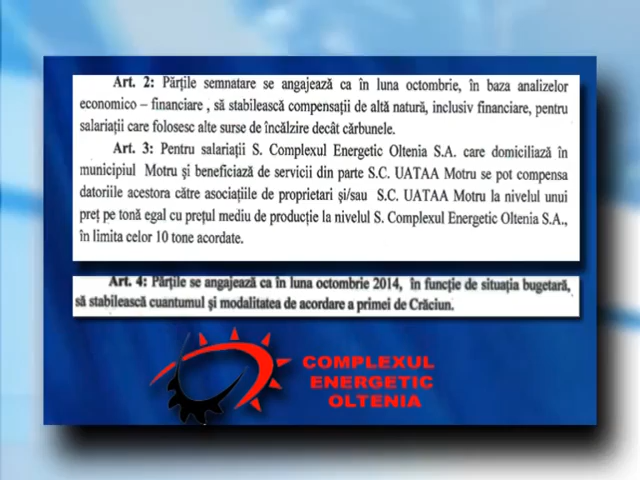 Art. 2: Părțile semnatare se angajează ca în luna octombrie, în baza analizelor
economico – financiare , să stabilească compensații de altă natură, inclusiv financiare, pentru
salariații care folosesc alte surse de încălzire decât cărbunele.
Art. 3: Pentru salariații S. Complexul Energetic Oltenia S.A. care domiciliază în
municipiul Motru și beneficiază de servicii din parte S.C. UATAA Motru se pot compensa
datoriile acestora către asociațiile de proprietari și/sau S.C. UATAA Motru la nivelul unui
preț pe tonă egal cu prețul mediu de producție la nivelul S. Complexul Energetic Oltenia S.A.,
în limita celor 10 tone acordate.
Art. 4: Părțile se angajează ca în luna octombrie 2014, în funcție de situația bugetară,
să stabilească cuantumul și modalitatea de acordare a primei de Crăciun.
COMPLEXUL
ENERGETIC
OLTENIA